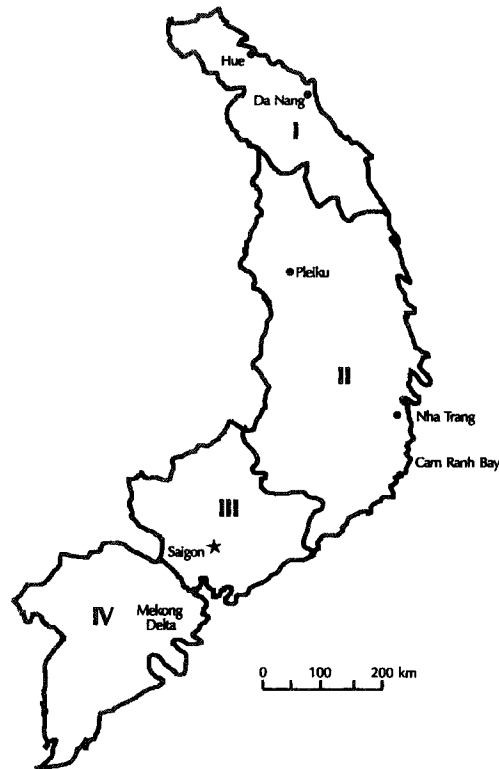 Hue
Da Nang
I
Pleiku
II
Nha Trang
Cam Ranh Bay
III
Saigon
IV
Mekong
Delta
0 100 200 km